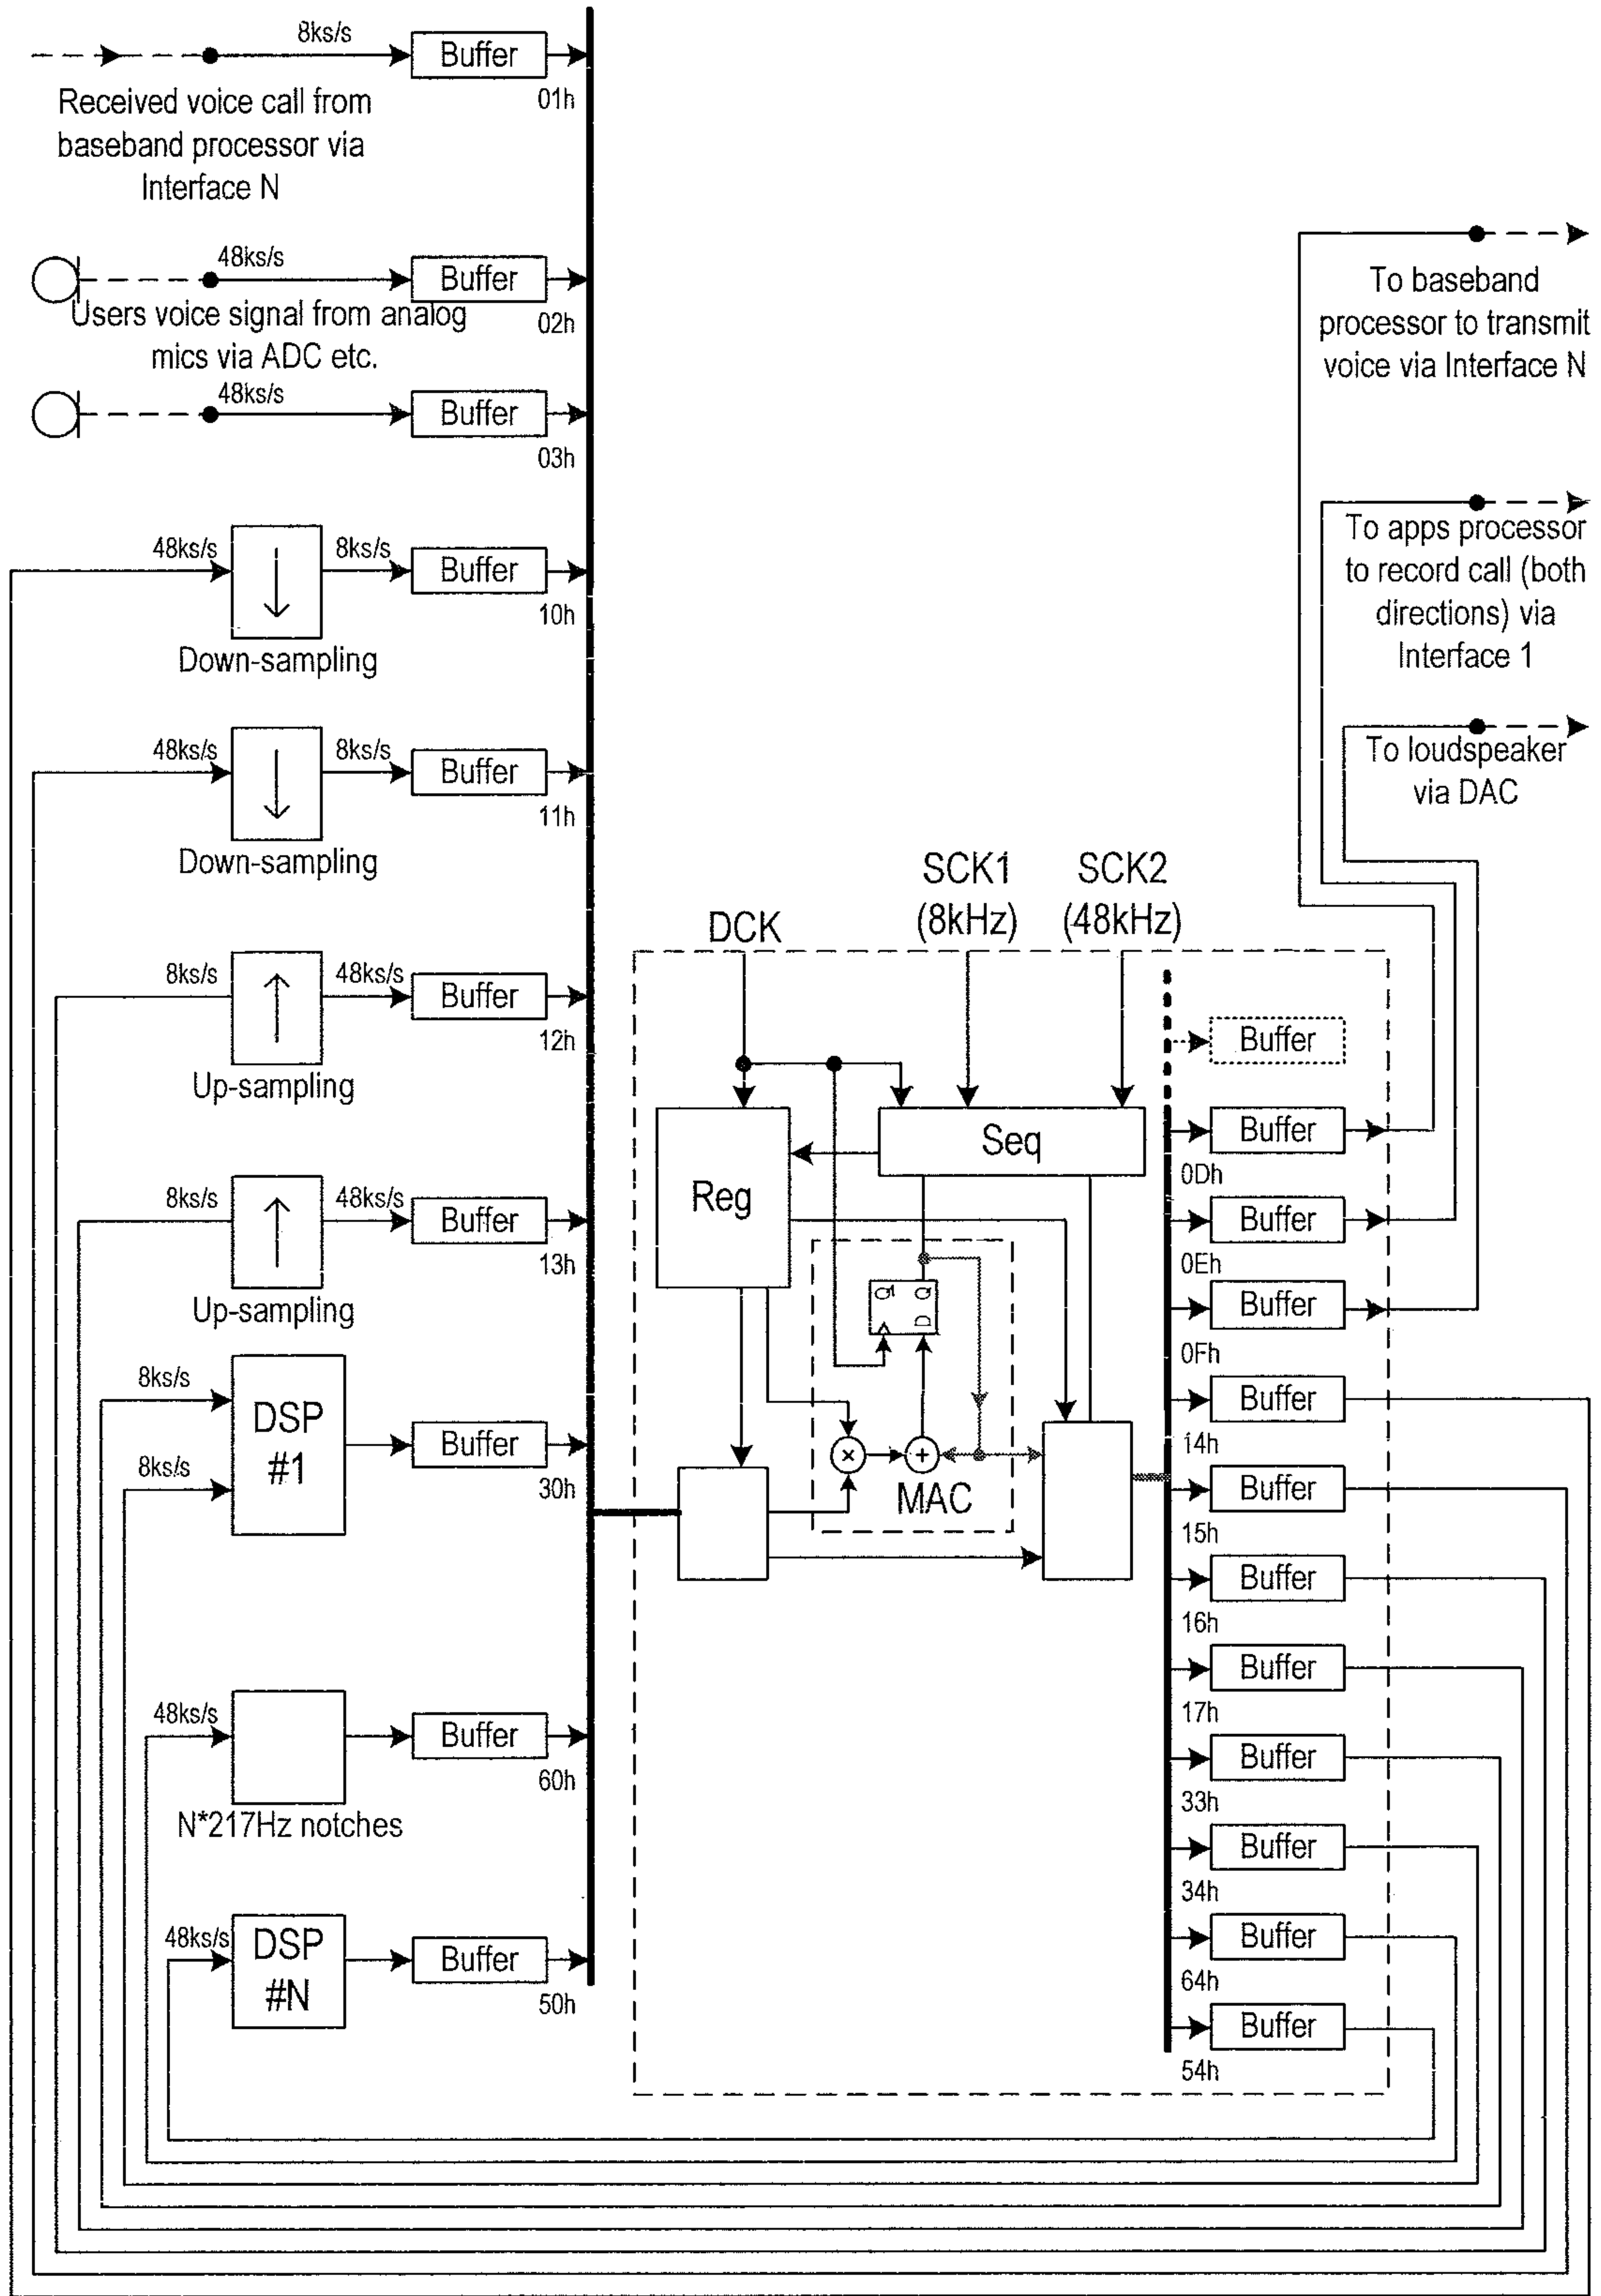 8ks/s
Buffer
01h
Received voice call from
baseband processor via
Interface N
48ks/s
Buffer
02h
Users voice signal from analog
mics via ADC etc.
48ks/s
Buffer
03h
To baseband
processor to transmit
voice via Interface N
To apps processor
to record call (both
directions) via
Interface 1
To loudspeaker
via DAC
48ks/s
8ks/s
Buffer
10h
Down-sampling
48ks/s
8ks/s
Buffer
11h
Down-sampling
8ks/s
48ks/s
Buffer
12h
Up-sampling
8ks/s
48ks/s
Buffer
13h
Up-sampling
8ks/s
8ks/s
DSP
#1
Buffer
30h
48ks/s
Buffer
60h
N*217Hz notches
48ks/s
DSP
#N
Buffer
50h
DCK
SCK1
(8kHz)
SCK2
(48kHz)
Reg
Seq
Q
D Q
×
+
MAC
Buffer
Buffer
0Dh
Buffer
0Eh
Buffer
0Fh
Buffer
14h
Buffer
15h
Buffer
16h
Buffer
17h
Buffer
33h
Buffer
34h
Buffer
64h
Buffer
54h